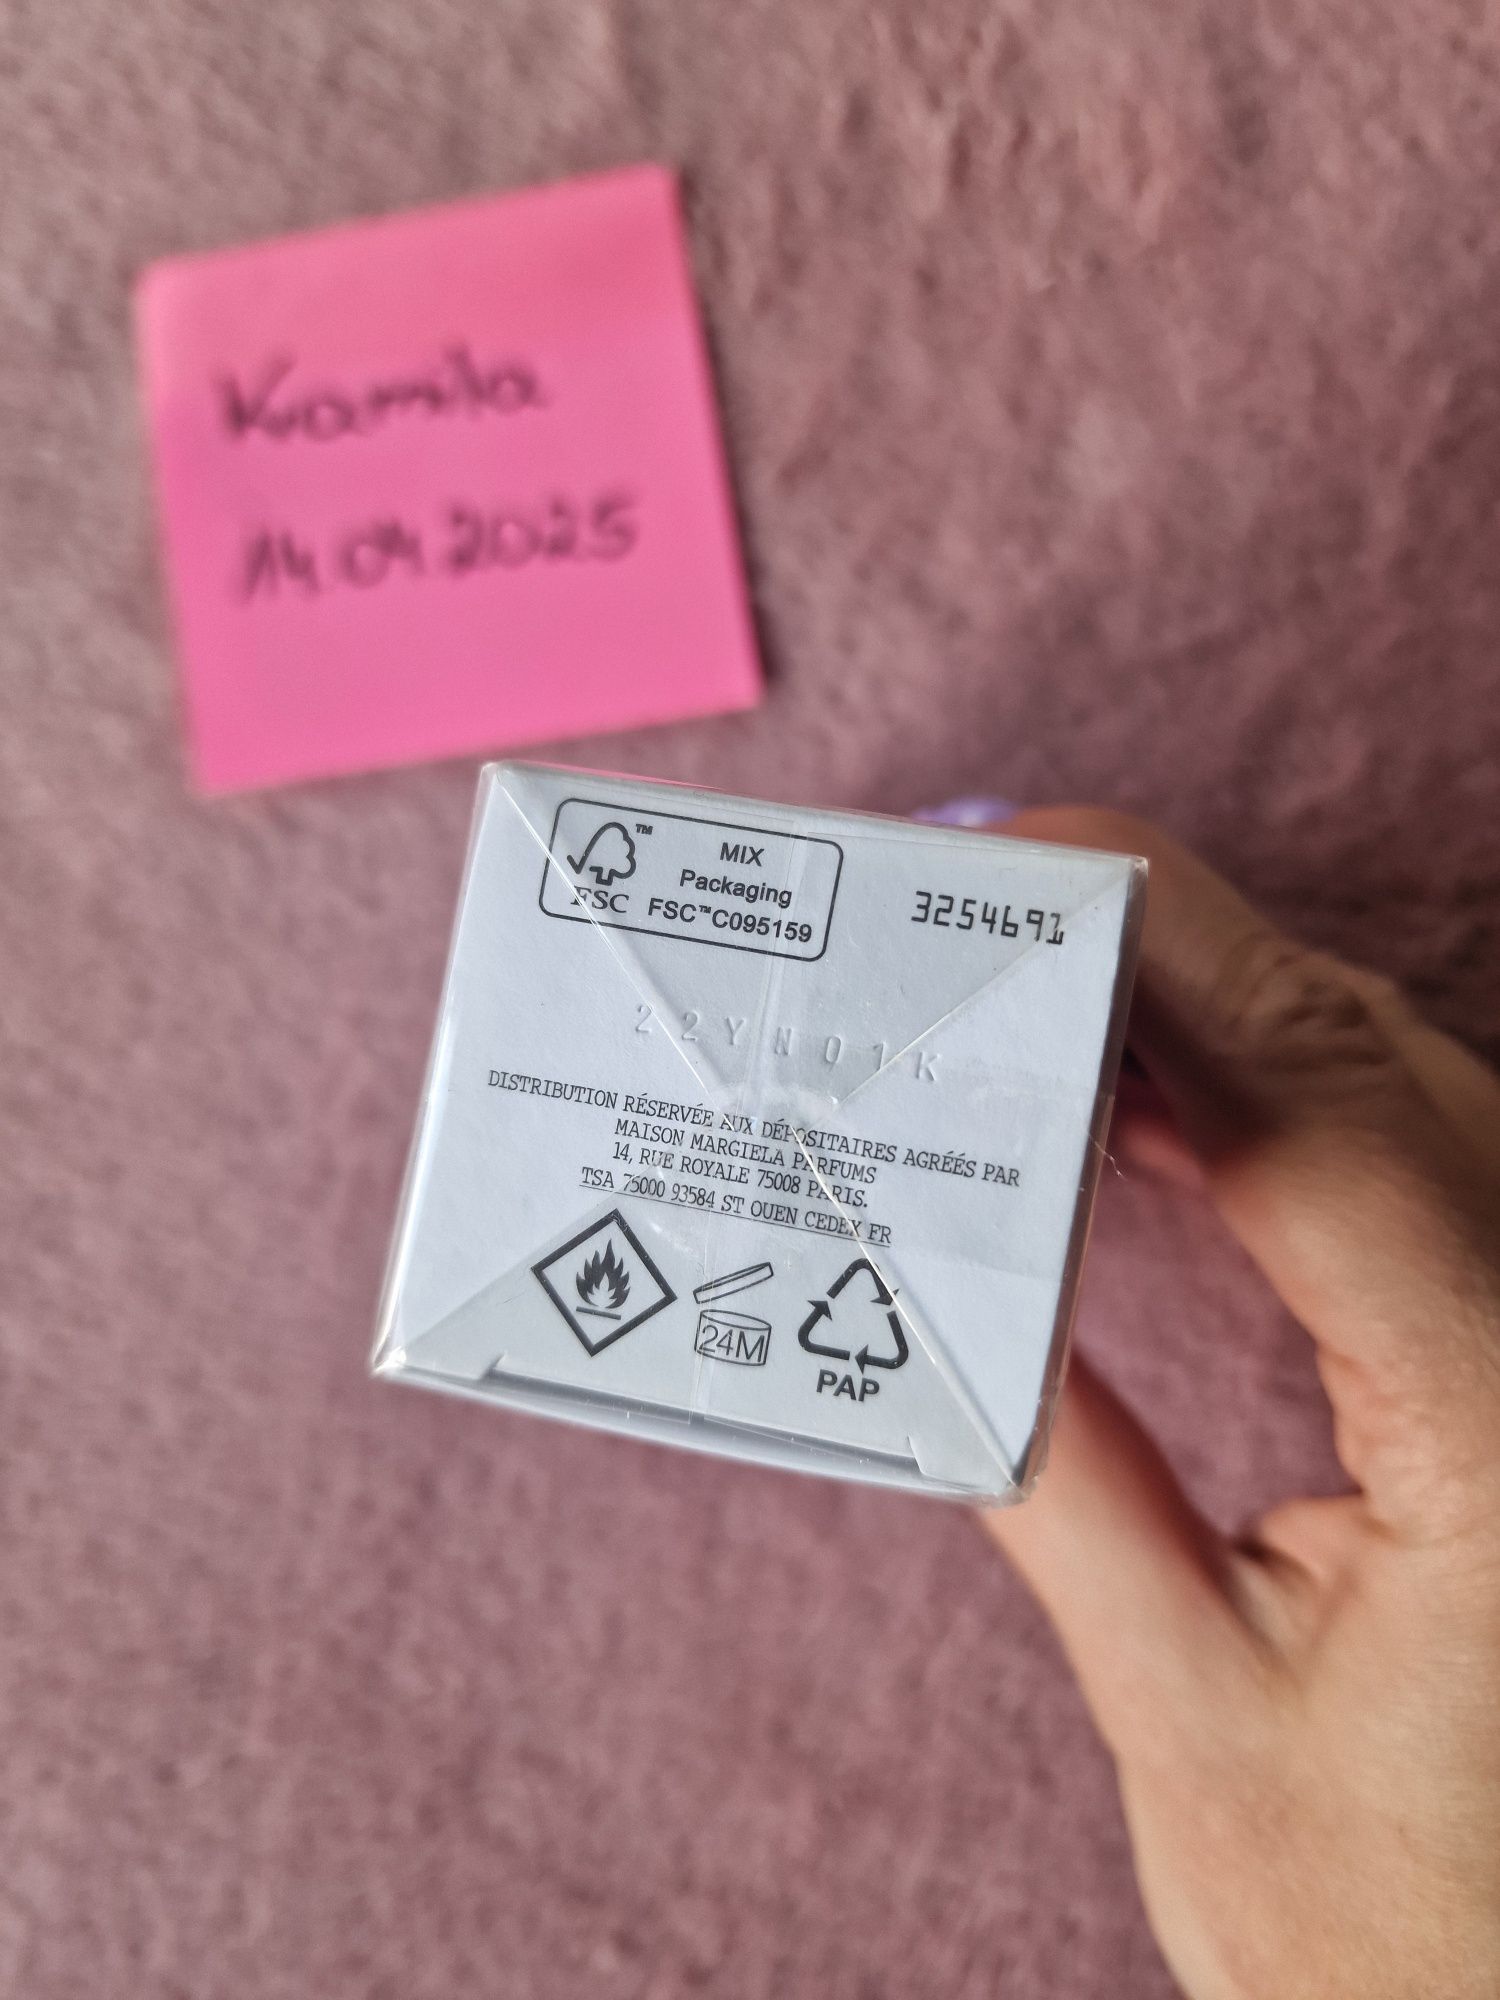 Kamila
14.04.2025
™
FSC
MIX
Packaging
FSC™C095159
3254691
22YN01K
DISTRIBUTION RÉSERVÉE AUX DÉPOSITAIRES AGRÉÉS PAR
MAISON MARGIELA PARFUMS
14, RUE ROYALE 75008 PARIS.
TSA 75000 93584 ST OUEN CEDEX FR
24M
PAP